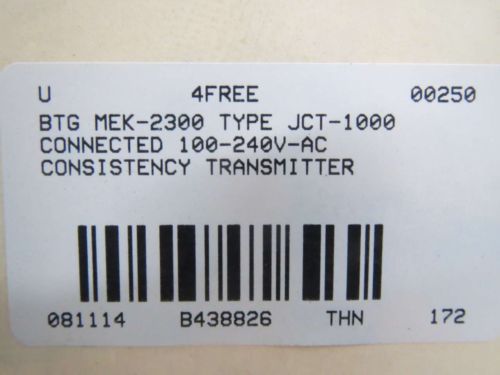 U 4FREE 00250
BTG MEK-2300 TYPE JCT-1000
CONNECTED 100-240V-AC
CONSISTENCY TRANSMITTER
081114 B438826 THN 172